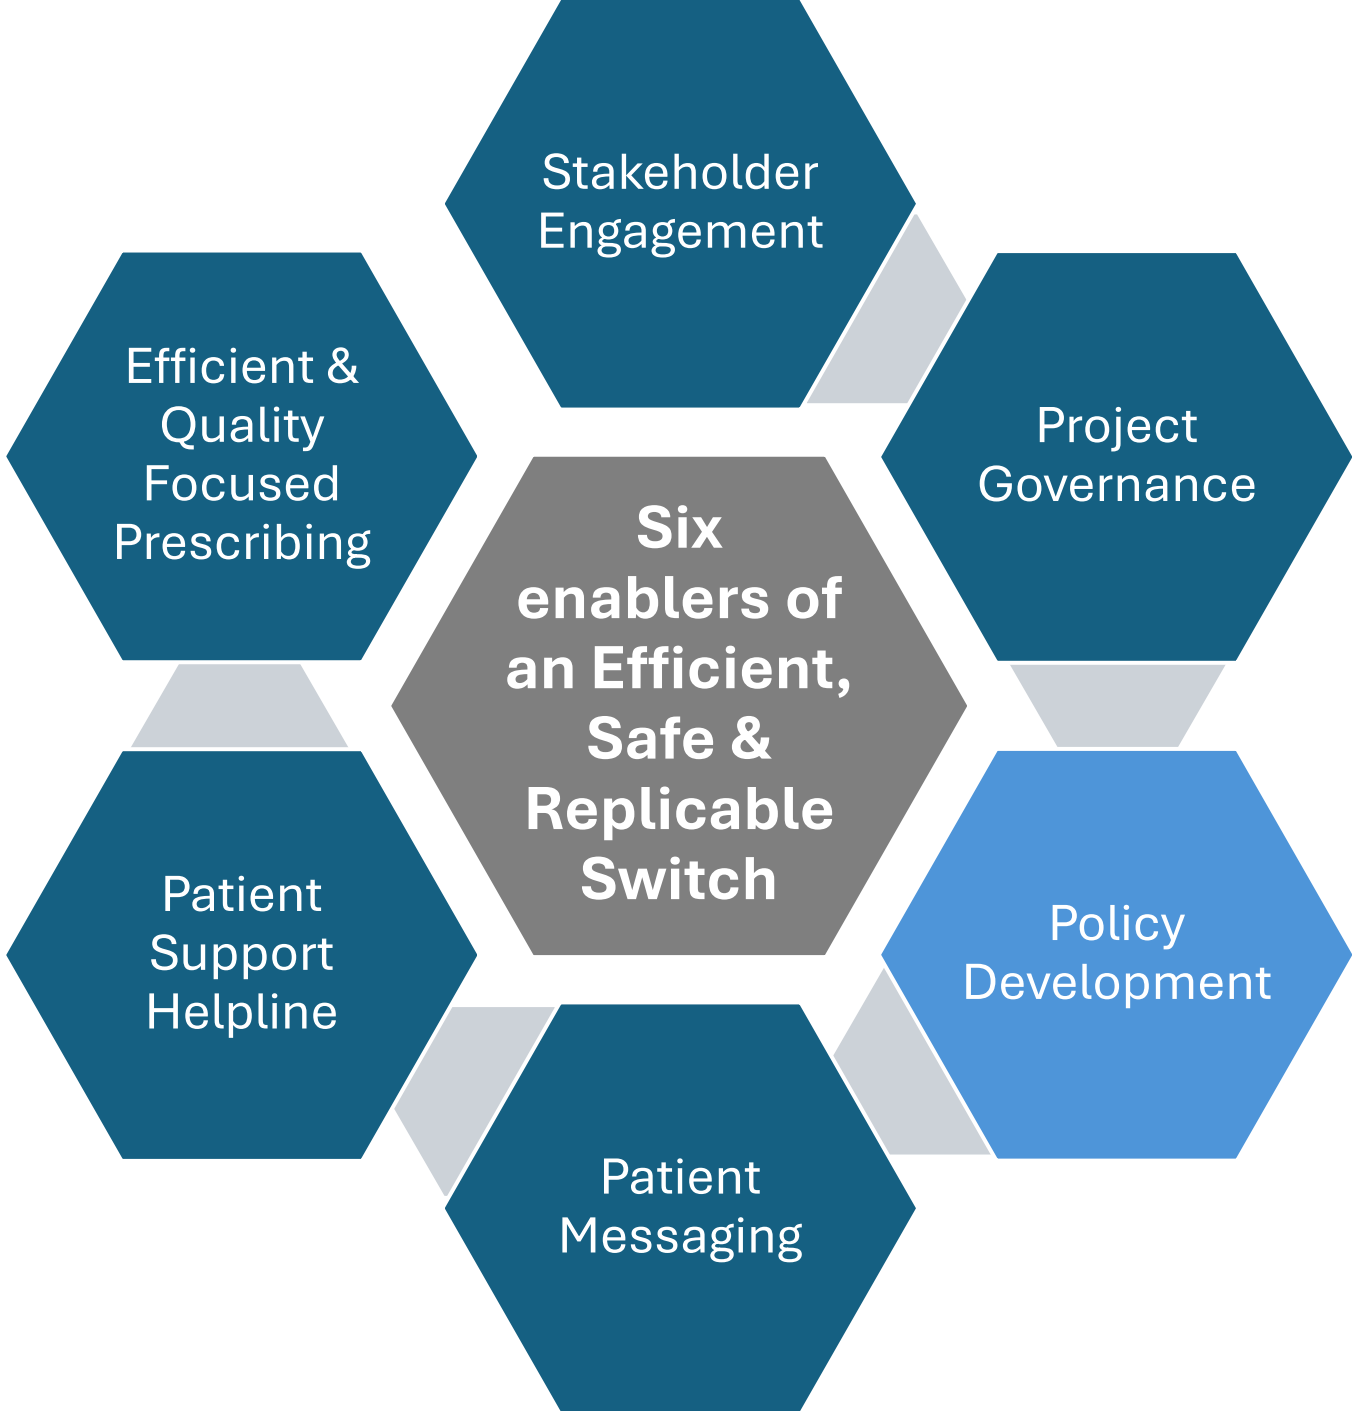 Stakeholder
Engagement
Project
Governance
Policy
Development
Patient
Messaging
Patient
Support
Helpline
Efficient &
Quality
Focused
Prescribing
Six
enablers of
an Efficient,
Safe &
Replicable
Switch